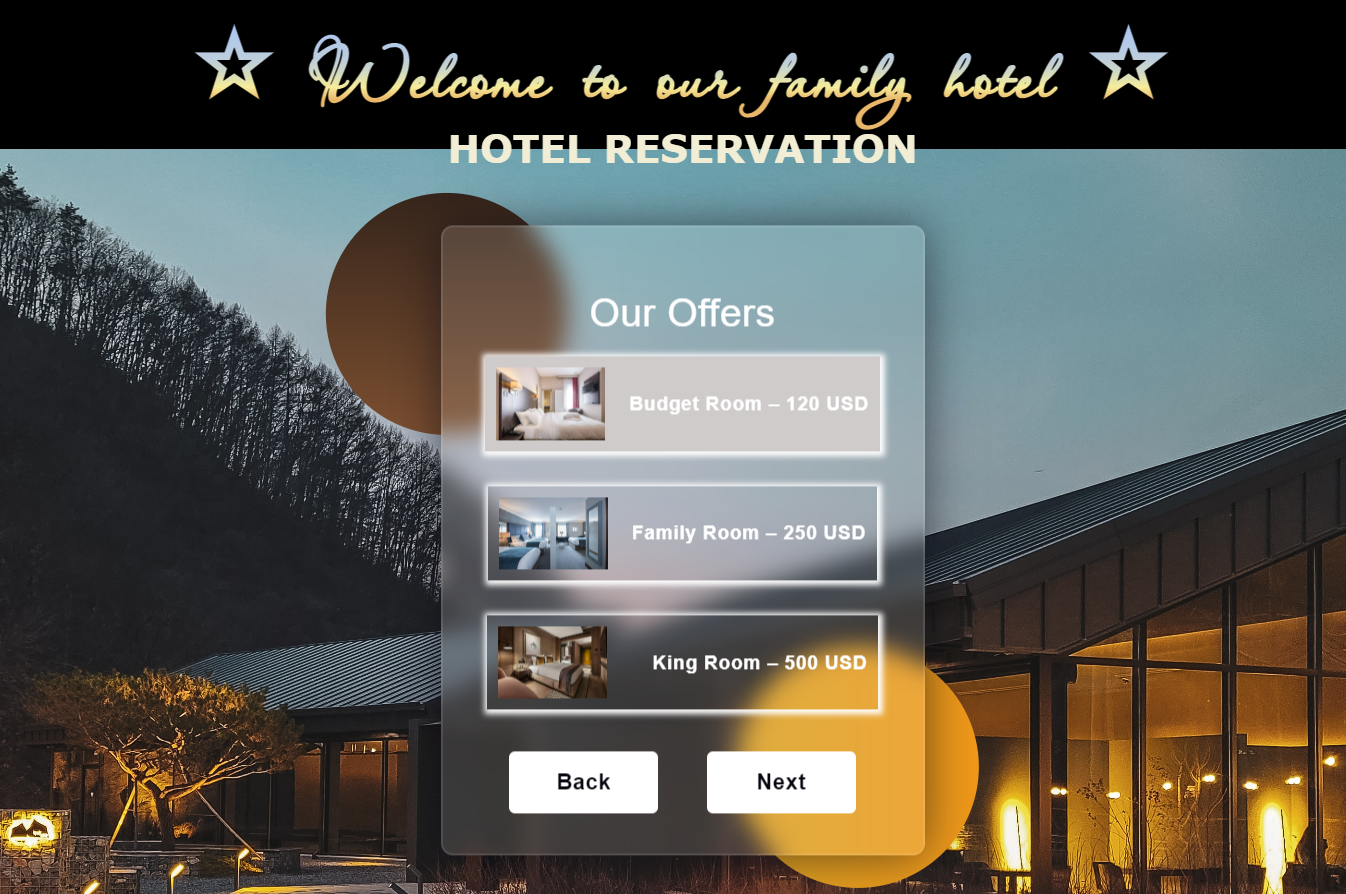 Welcome to our family hotel
HOTEL RESERVATION
Our Offers
Budget Room – 120 USD
Family Room – 250 USD
King Room – 500 USD
Back
Next